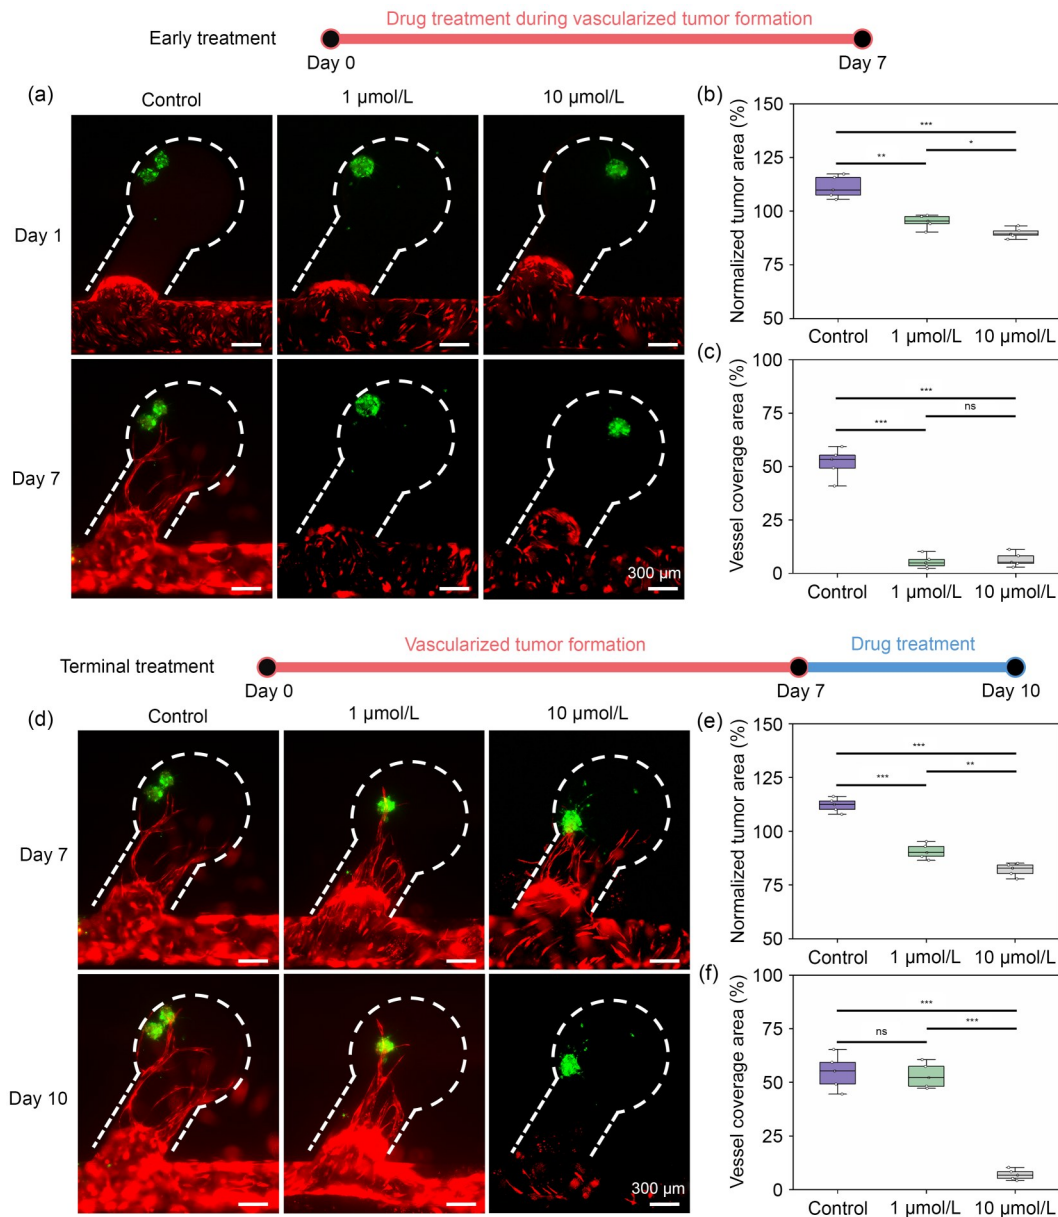 Drug treatment during vascularized tumor formation
Early treatment
Day 0
Day 7
(a)
Control
1 µmol/L
10 µmol/L
Day 1
Day 7
300 µm
(b)
Normalized tumor area (%)
150
125
100
75
50
***
**
*
Control
1 µmol/L
10 µmol/L
(c)
Vessel coverage area (%)
100
75
50
25
0
***
***
ns
Control
1 µmol/L
10 µmol/L
Vascularized tumor formation
Drug treatment
Terminal treatment
Day 0
Day 7
Day 10
(d)
Control
1 µmol/L
10 µmol/L
Day 7
Day 10
300 µm
(e)
Normalized tumor area (%)
150
125
100
75
50
***
***
**
Control
1 µmol/L
10 µmol/L
(f)
Vessel coverage area (%)
100
75
50
25
0
***
ns
***
Control
1 µmol/L
10 µmol/L